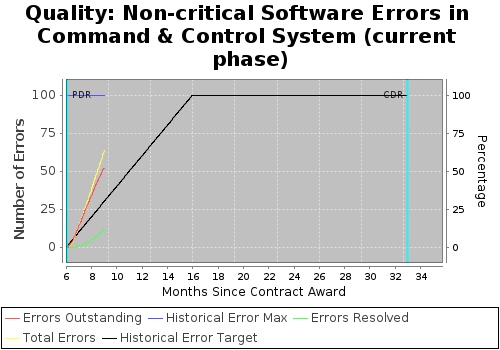 Quality: Non-critical Software Errors in
Command & Control System (current
phase)
100 PDR CDR 100
75 75
50 50
25 25
0 0
Number of Errors
Percentage
6 8 10 12 14 16 18 20 22 24 26 28 30 32 34
Months Since Contract Award
Errors Outstanding Historical Error Max Errors Resolved
Total Errors Historical Error Target